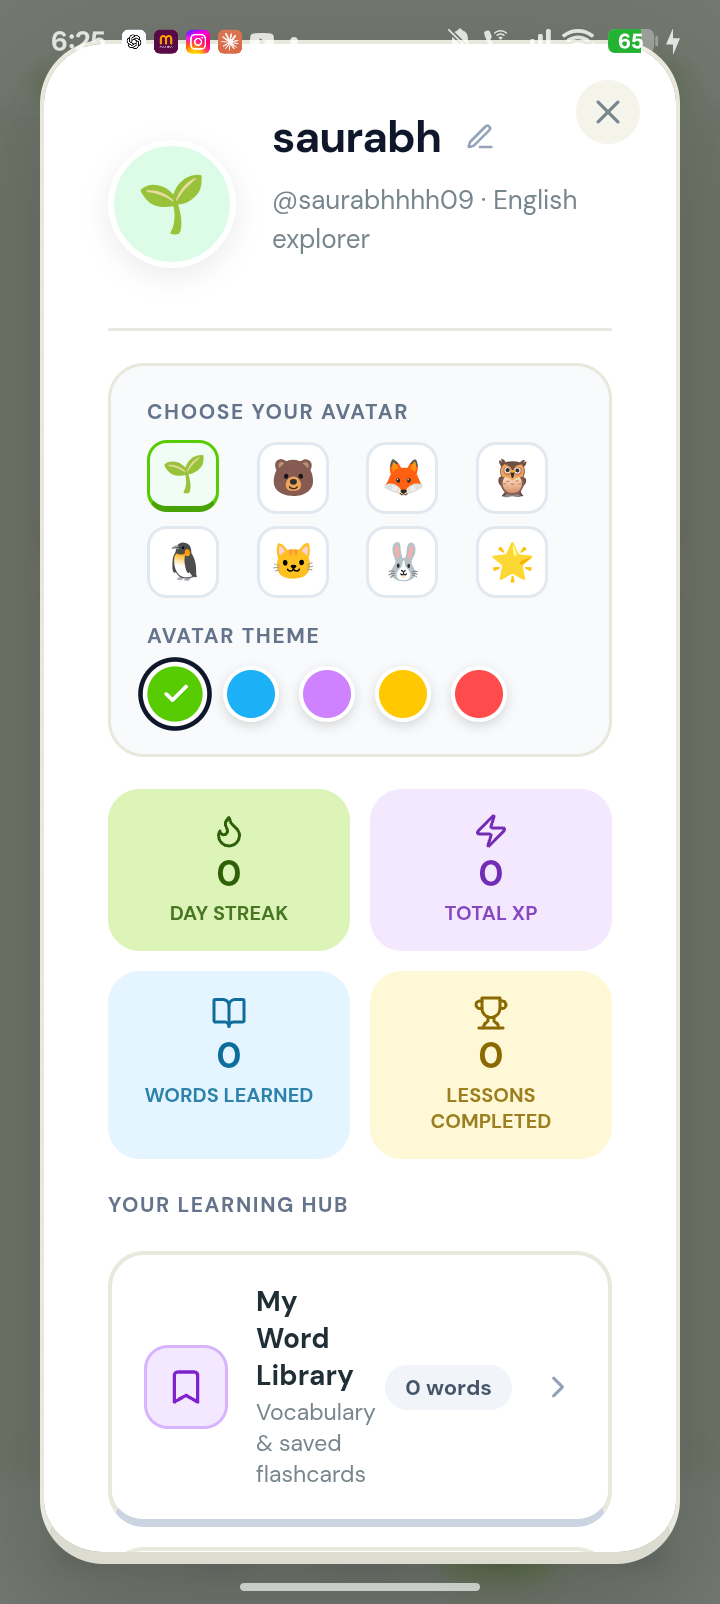 6:25
65
saurabh
@saurabhhhh09 · English
explorer
CHOOSE YOUR AVATAR
AVATAR THEME
0
DAY STREAK
0
TOTAL XP
0
WORDS LEARNED
0
LESSONS
COMPLETED
YOUR LEARNING HUB
My
Word
Library
Vocabulary
& saved
flashcards
0 words